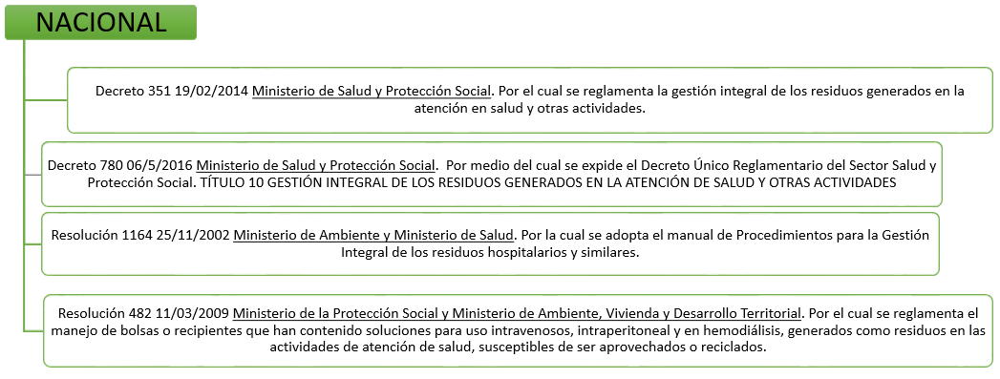 NACIONAL
Decreto 351 19/02/2014 Ministerio de Salud y Protección Social. Por el cual se reglamenta la gestión integral de los residuos generados en la
atención en salud y otras actividades.
Decreto 780 06/5/2016 Ministerio de Salud y Protección Social.  Por medio del cual se expide el Decreto Único Reglamentario del Sector Salud y
Protección Social. TÍTULO 10 GESTIÓN INTEGRAL DE LOS RESIDUOS GENERADOS EN LA ATENCIÓN DE SALUD Y OTRAS ACTIVIDADES
Resolución 1164 25/11/2002 Ministerio de Ambiente y Ministerio de Salud. Por la cual se adopta el manual de Procedimientos para la Gestión
Integral de los residuos hospitalarios y similares.
Resolución 482 11/03/2009 Ministerio de la Protección Social y Ministerio de Ambiente, Vivienda y Desarrollo Territorial. Por el cual se reglamenta el
manejo de bolsas o recipientes que han contenido soluciones para uso intravenosos, intraperitoneal y en hemodiálisis, generados como residuos en las
actividades de atención de salud, susceptibles de ser aprovechados o reciclados.